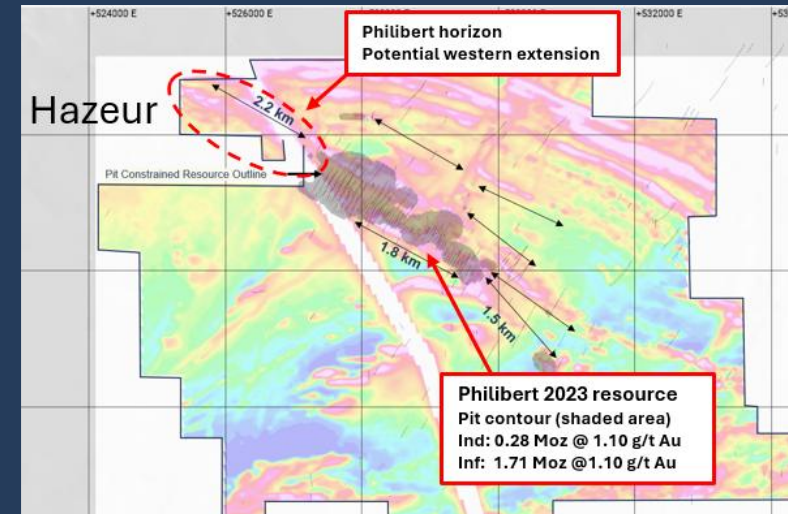 +524000 E
+526000 E
+532000 E
Philibert horizon
Potential western extension
Hazeur
2.2 km
Pit Constrained Resource Outline
1.8 km
1.5 km
Philibert 2023 resource
Pit contour (shaded area)
Ind: 0.28 Moz @ 1.10 g/t Au
Inf: 1.71 Moz @1.10 g/t Au